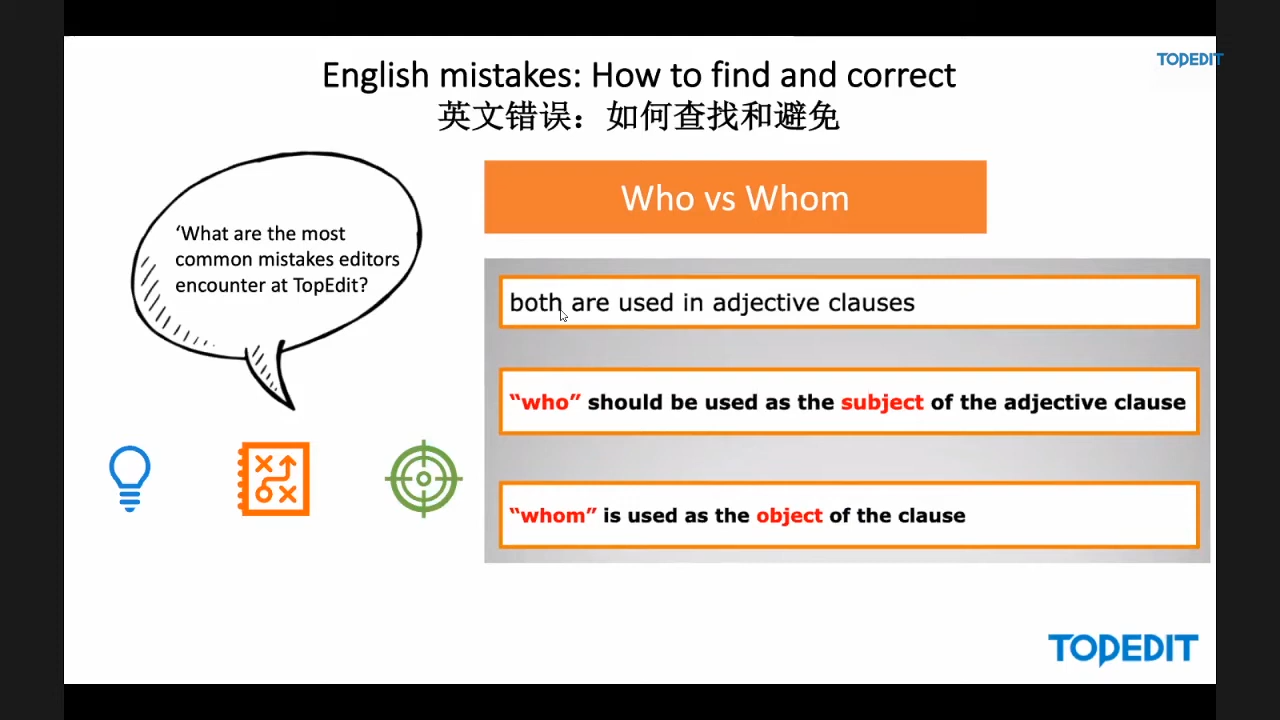 English mistakes: How to find and correct
TOPEDIT
英文错误：如何查找和避免
Who vs Whom
‘What are the most
common mistakes editors
encounter at TopEdit?
both are used in adjective clauses
“who” should be used as the subject of the adjective clause
“whom” is used as the object of the clause
TOPEDIT